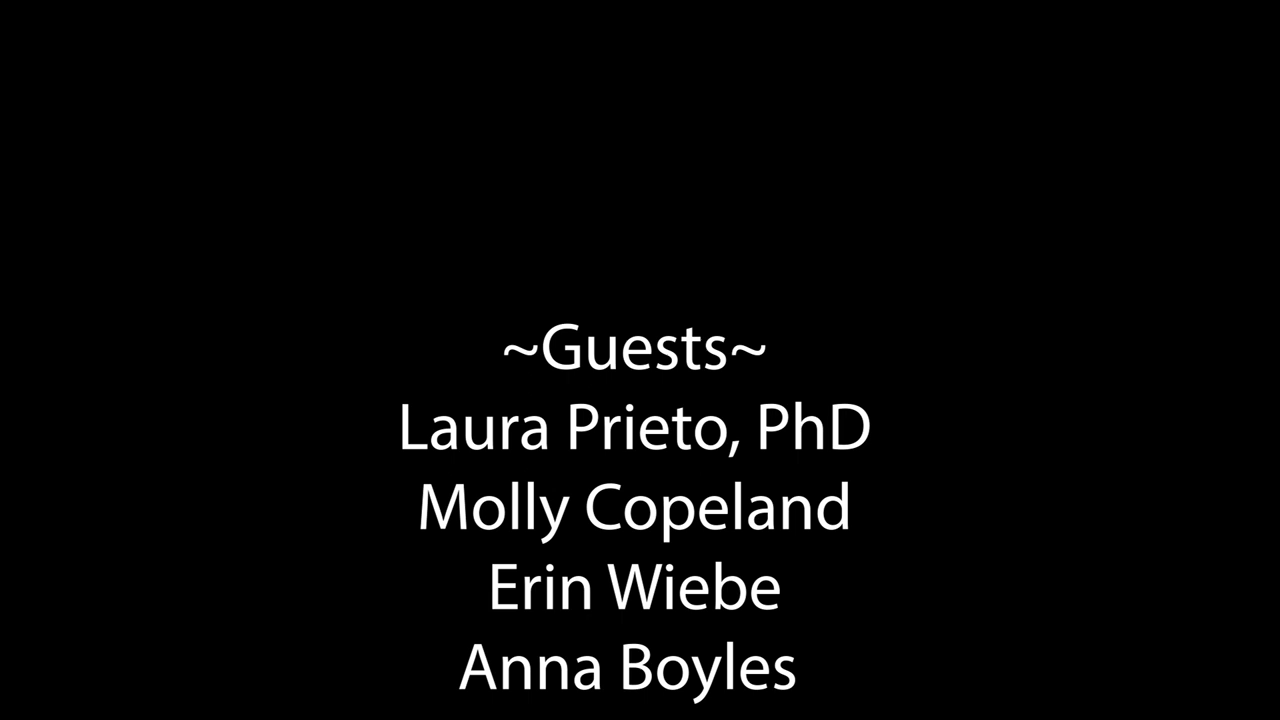 ~Guests~
Laura Prieto, PhD
Molly Copeland
Erin Wiebe
Anna Boyles